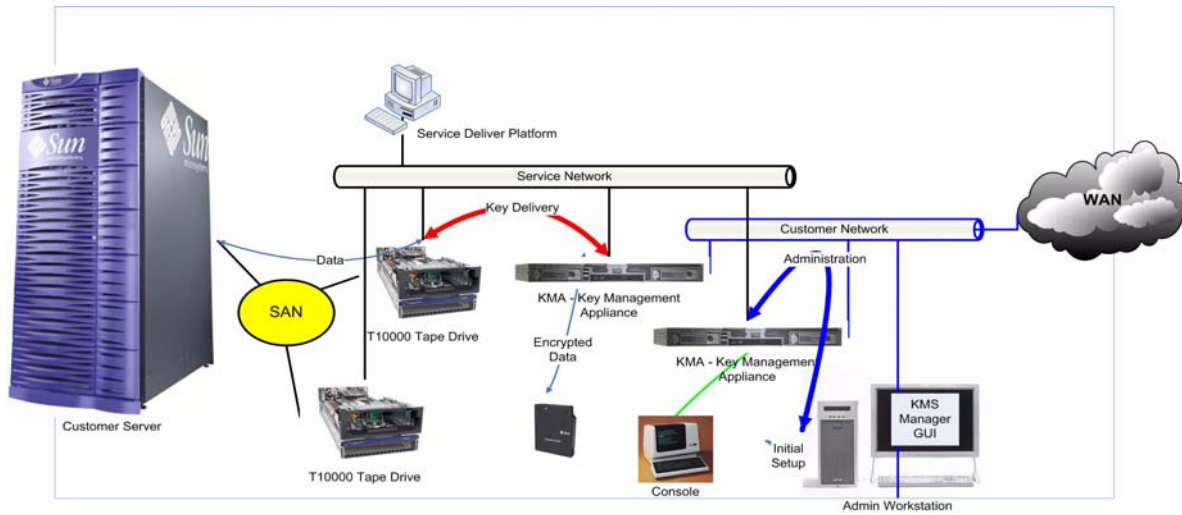 Sun
microsystems
Sun
Customer Server
SAN
Data
Service Deliver Platform
Service Network
Key Delivery
T10000 Tape Drive
T10000 Tape Drive
KMA - Key Management
Appliance
Encrypted
Data
Customer Network
Administration
KMA - Key Management
Appliance
Console
Initial
Setup
KMS
Manager
GUI
Admin Workstation
WAN